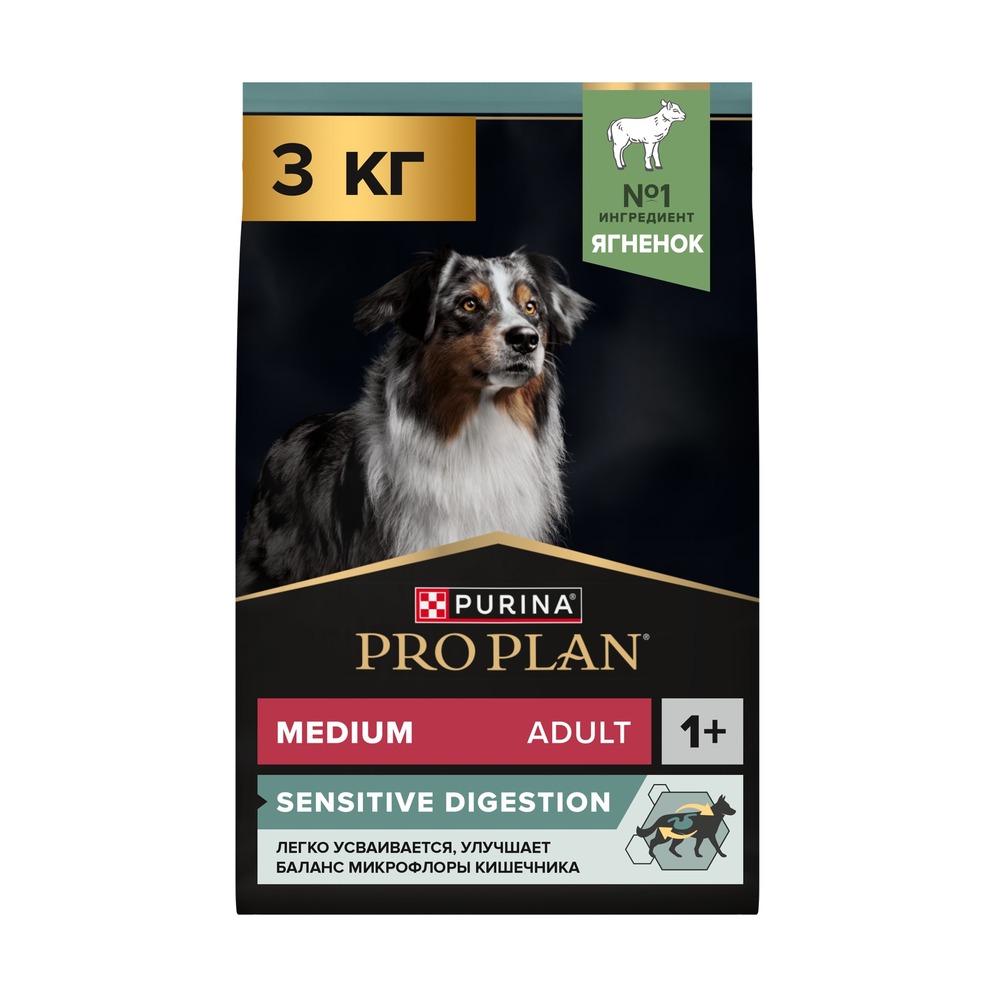 3 КГ
№1
ИНГРЕДИЕНТ
ЯГНЕНОК
PURINA®
PRO PLAN®
MEDIUM ADULT 1+
SENSITIVE DIGESTION
ЛЕГКО УСВАИВАЕТСЯ, УЛУЧШАЕТ
БАЛАНС МИКРОФЛОРЫ КИШЕЧНИКА